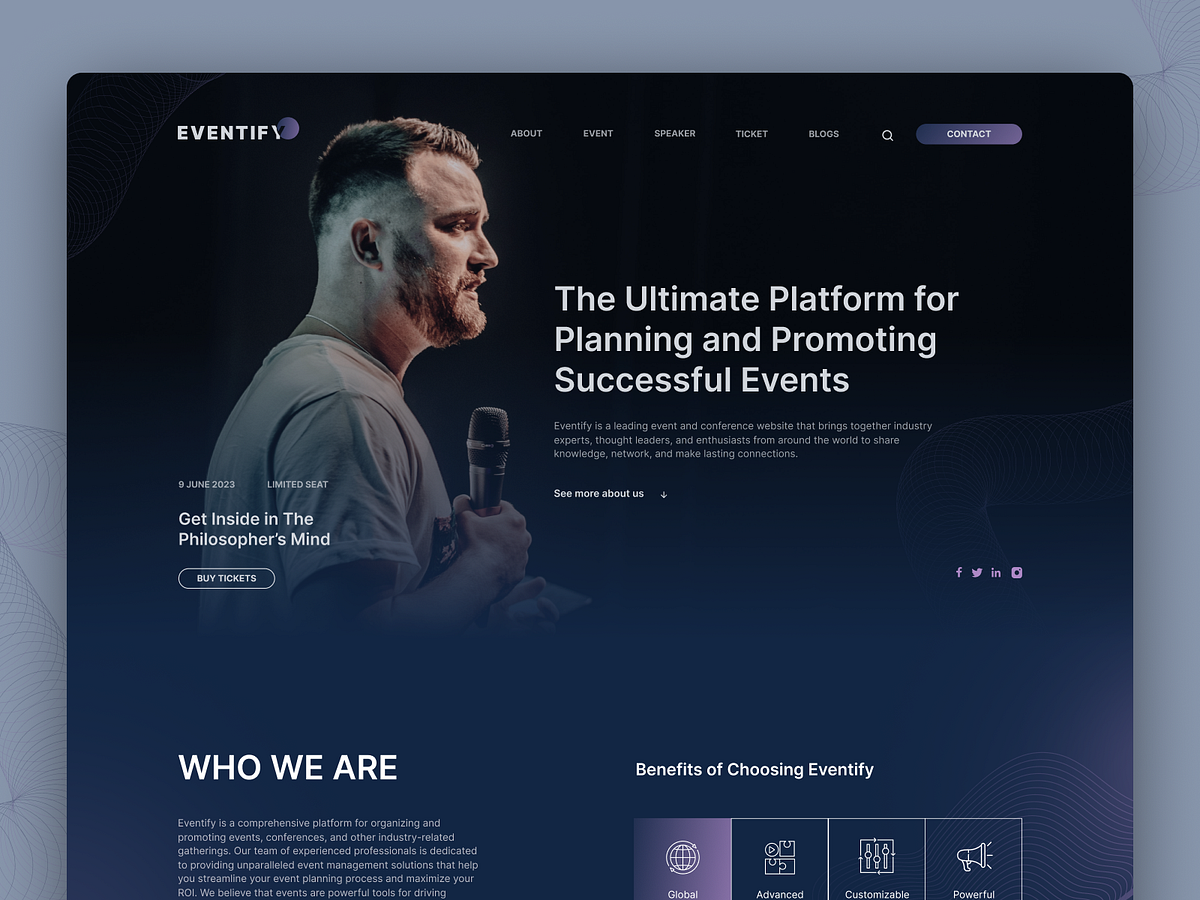 EVENTIFY
ABOUT
EVENT
SPEAKER
TICKET
BLOGS
CONTACT
The Ultimate Platform for
Planning and Promoting
Successful Events
Eventify is a leading event and conference website that brings together industry
experts, thought leaders, and enthusiasts from around the world to share
knowledge, network, and make lasting connections.
See more about us
9 JUNE 2023
LIMITED SEAT
Get Inside in The
Philosopher’s Mind
BUY TICKETS
WHO WE ARE
Eventify is a comprehensive platform for organizing and
promoting events, conferences, and other industry-related
gatherings. Our team of experienced professionals is dedicated
to providing unparalleled event management solutions that help
you streamline your event planning process and maximize your
ROI. We believe that events are powerful tools for driving
Benefits of Choosing Eventify
Global
Advanced
Customizable
Powerful